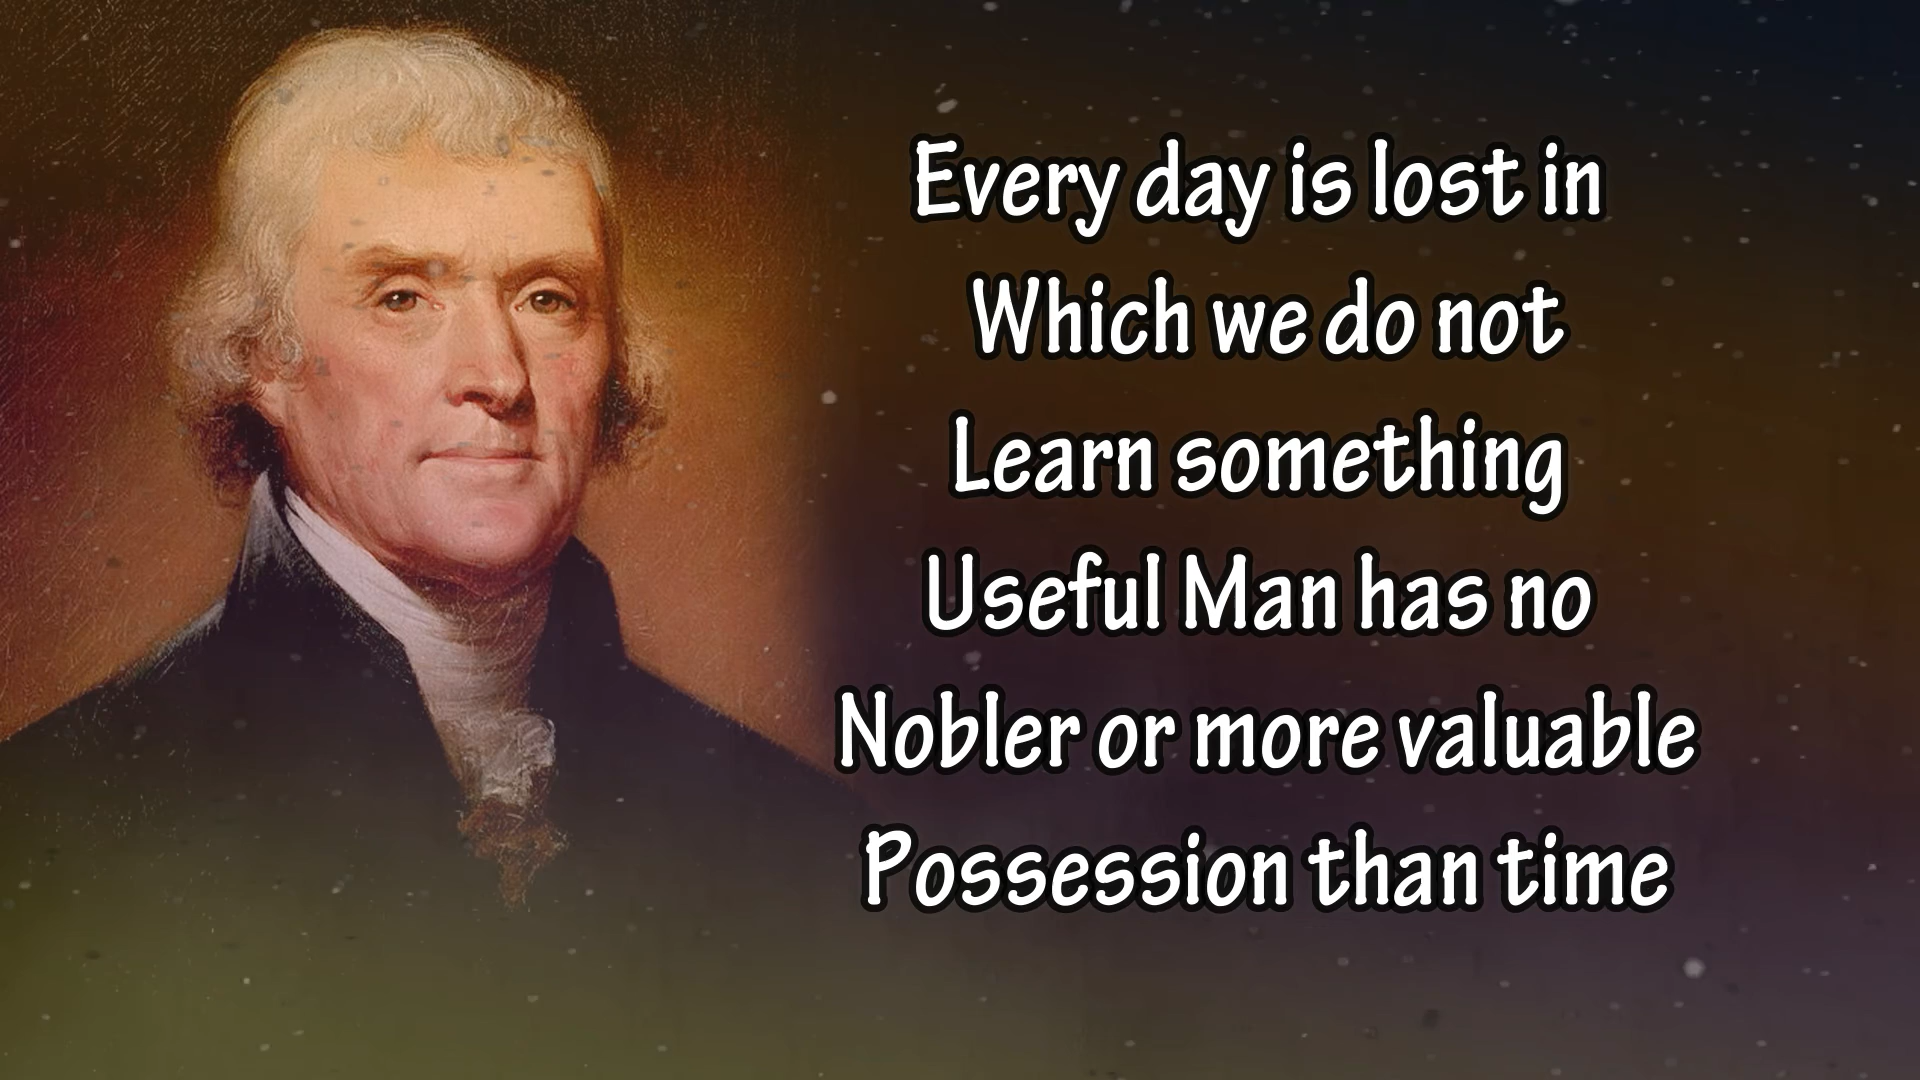 Every day is lost in
Which we do not
Learn something
Useful Man has no
Nobler or more valuable
Possession than time